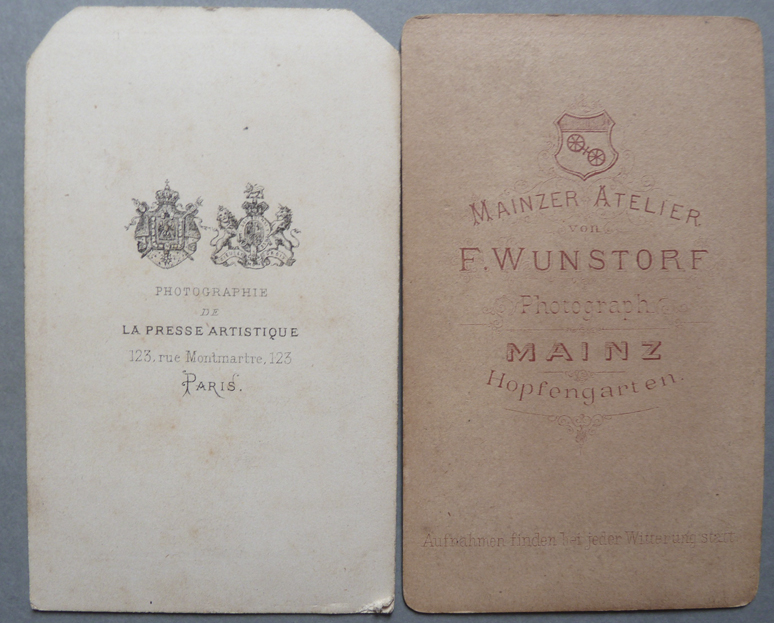 PHOTOGRAPHIE
DE
LA PRESSE ARTISTIQUE
123, rue Montmartre, 123
PARIS.
MAINZER ATELIER
VON
F. WUNSTORF
Photograph.
MAINZ
Hopfengarten.
Aufnahmen finden bei jeder Witterung statt